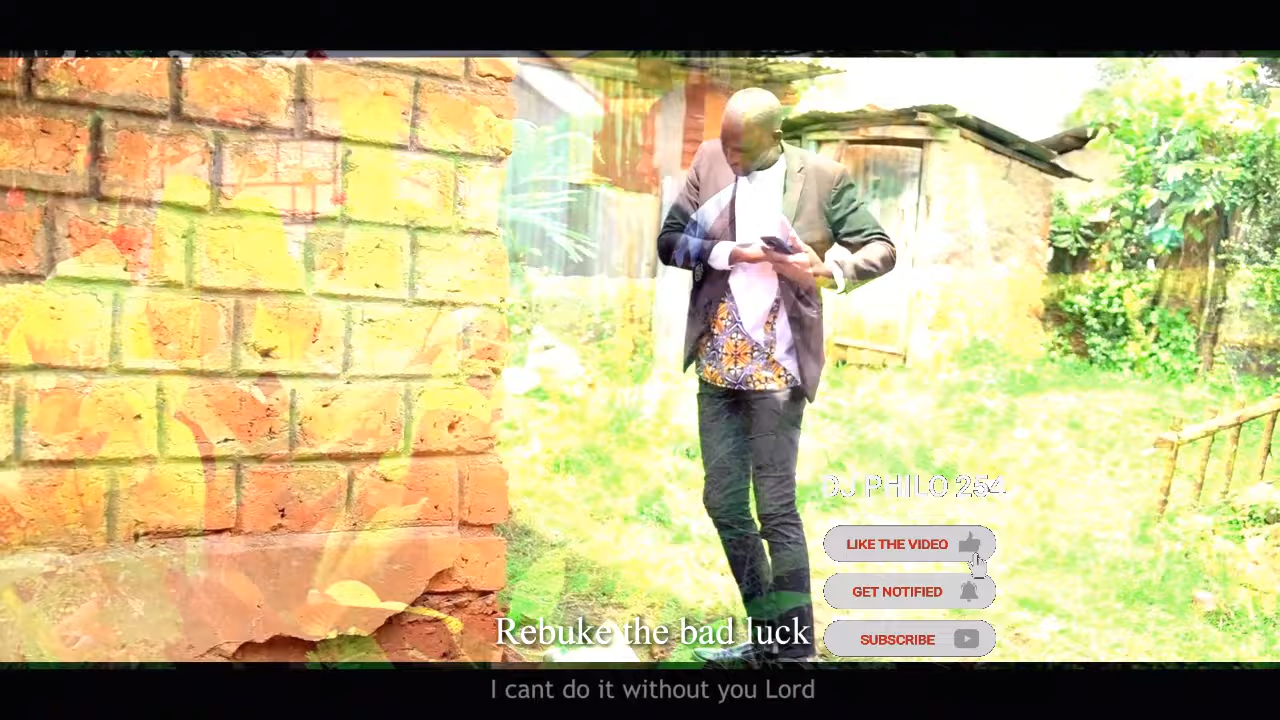 DJ PHILO 254
LIKE THE VIDEO
GET NOTIFIED
SUBSCRIBE
Rebuke the bad luck
I cant do it without you Lord